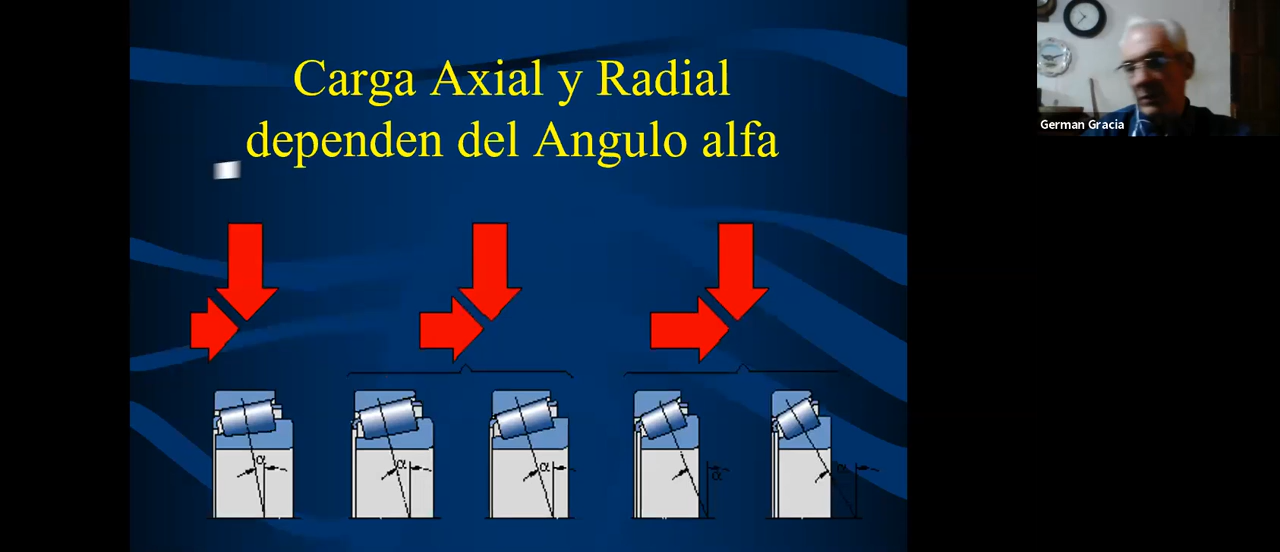 Carga Axial y Radial
dependen del Angulo alfa
German Gracia
α
α
α
α
α